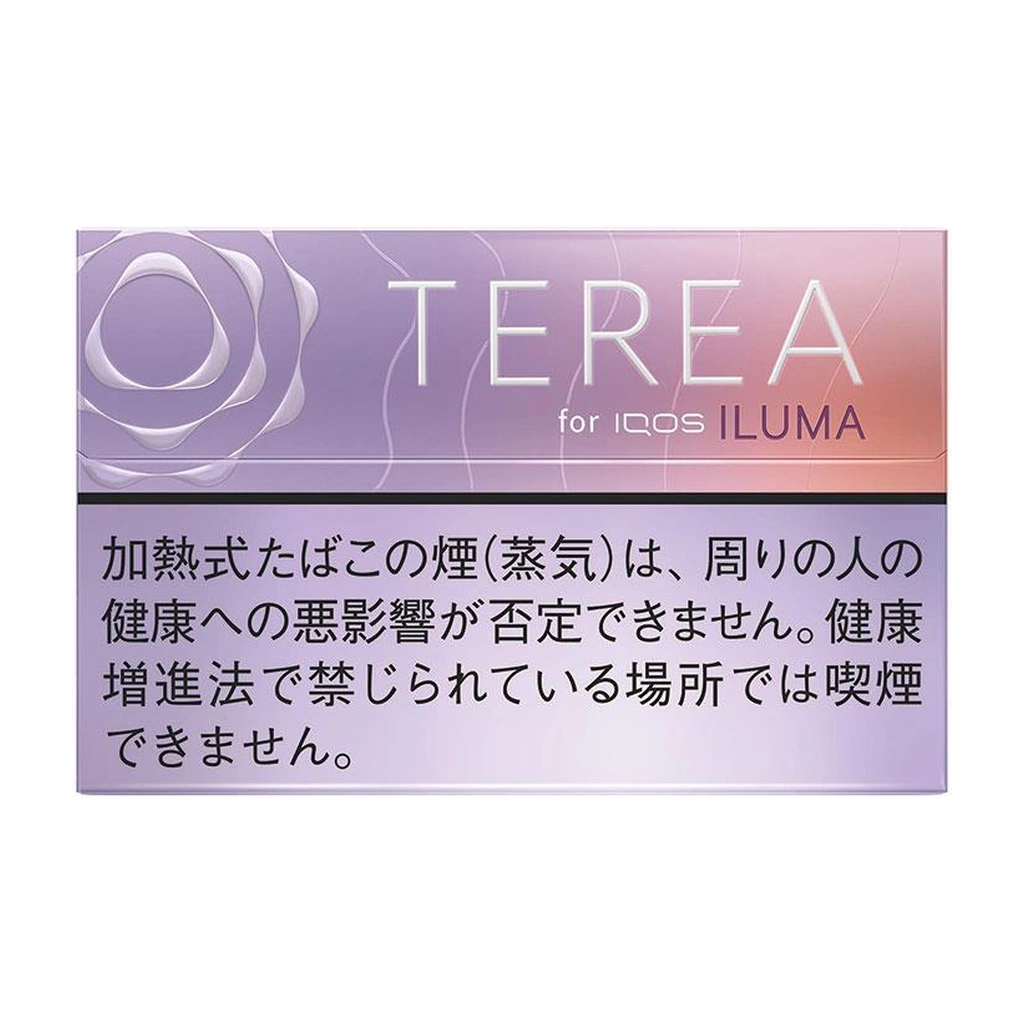 TEREA
for IQOS ILUMA
加熱式たばこの煙(蒸気)は、周りの人の
健康への悪影響が否定できません。健康
増進法で禁じられている場所では喫煙
できません。